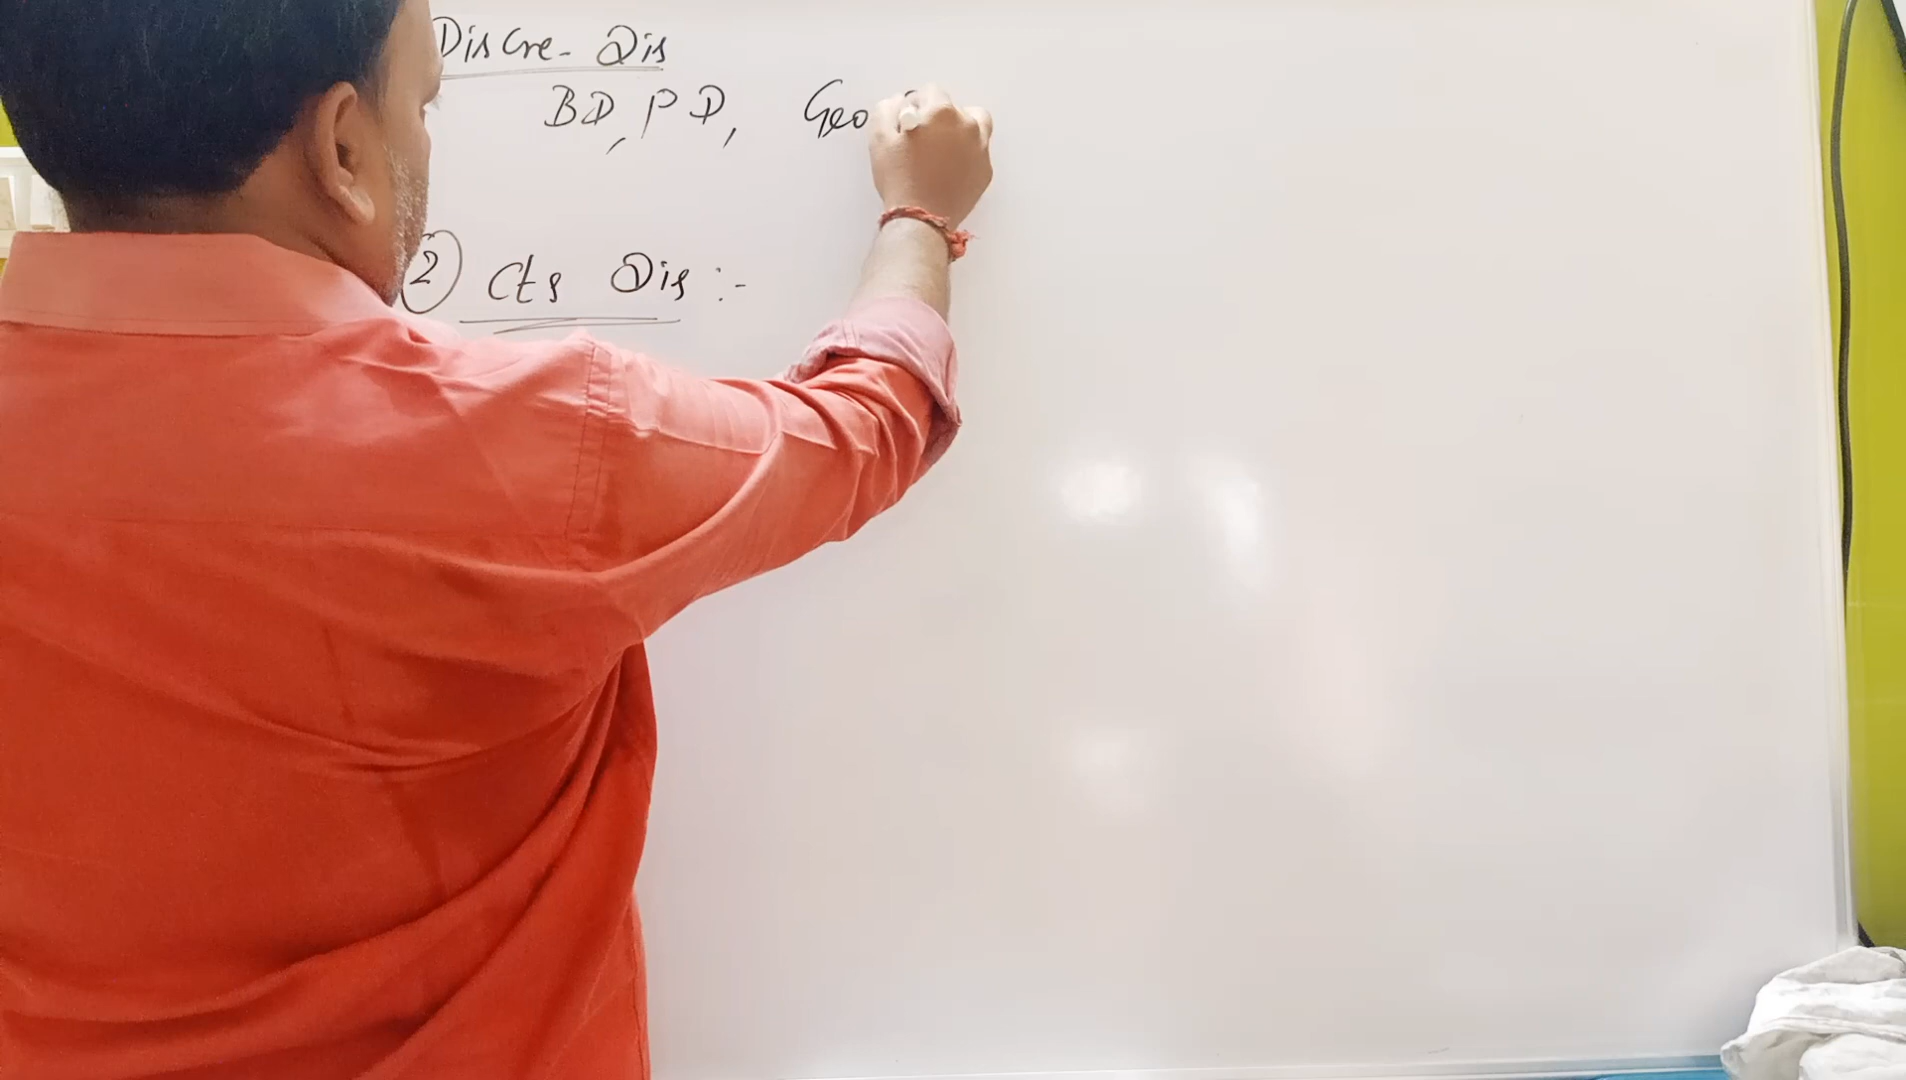 Discre- Dis
BD, PD, Geo
② Cts Dis :-